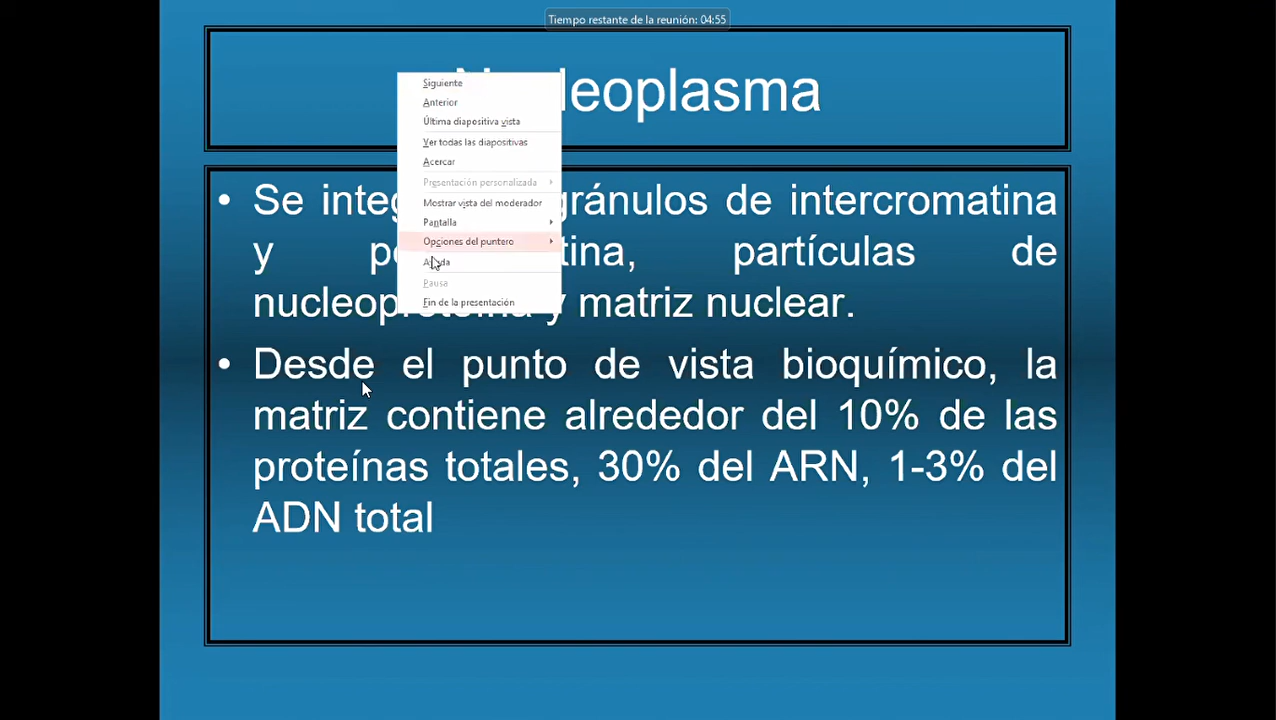 Tiempo restante de la reunión: 04:55
leoplasma
Siguiente
Anterior
Última diapositiva vista
Ver todas las diapositivas
Acercar
Presentación personalizada
Mostrar vista del moderador
Pantalla
Opciones del puntero
Ayuda
Pausa
Fin de la presentación
• Se integ gránulos de intercromatina
y tina, partículas de
nucleoproteína y matriz nuclear.
• Desde el punto de vista bioquímico, la
matriz contiene alrededor del 10% de las
proteínas totales, 30% del ARN, 1-3% del
ADN total